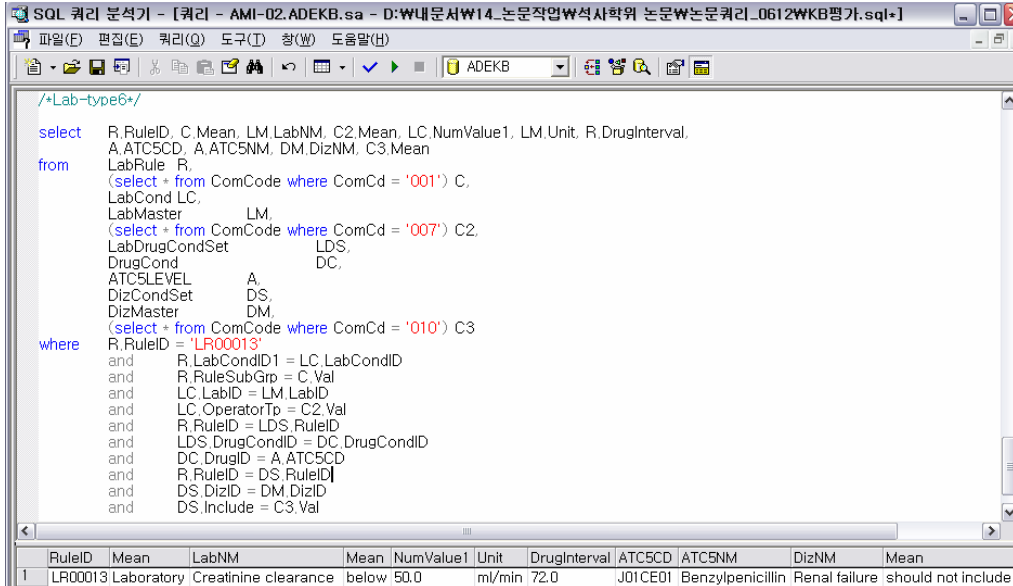 SQL 쿼리 분석기 - [쿼리 - AMI-02.ADEKB.sa - D:₩내문서₩14_논문작업₩석사학위 논문₩논문쿼리_0612₩KB평가.sql*]
파일(F) 편집(E) 쿼리(Q) 도구(T) 창(W) 도움말(H)
ADEKB
/*Lab-type6*/
select R.RuleID, C.Mean, LM.LabNM, C2.Mean, LC.NumValue1, LM.Unit, R.DrugInterval,
A.ATC5CD, A.ATC5NM, DM.DizNM, C3.Mean
from LabRule R,
(select * from ComCode where ComCd = '001') C,
LabCond LC,
LabMaster LM,
(select * from ComCode where ComCd = '007') C2,
LabDrugCondSet LDS,
DrugCond DC,
ATC5LEVEL A,
DizCondSet DS,
DizMaster DM,
(select * from ComCode where ComCd = '010') C3
where R.RuleID = 'LR00013'
and R.LabCondID1 = LC.LabCondID
and R.RuleSubGrp = C.Val
and LC.LabID = LM.LabID
and LC.OperatorTp = C2.Val
and R.RuleID = LDS.RuleID
and LDS.DrugCondID = DC.DrugCondID
and DC.DrugID = A.ATC5CD
and R.RuleID = DS.RuleID
and DS.DizID = DM.DizID
and DS.Include = C3.Val
RuleID Mean LabNM Mean NumValue1 Unit DrugInterval ATC5CD ATC5NM DizNM Mean
1 LR00013 Laboratory Creatinine clearance below 50.0 ml/min 72.0 J01CE01 Benzylpenicillin Renal failure should not include